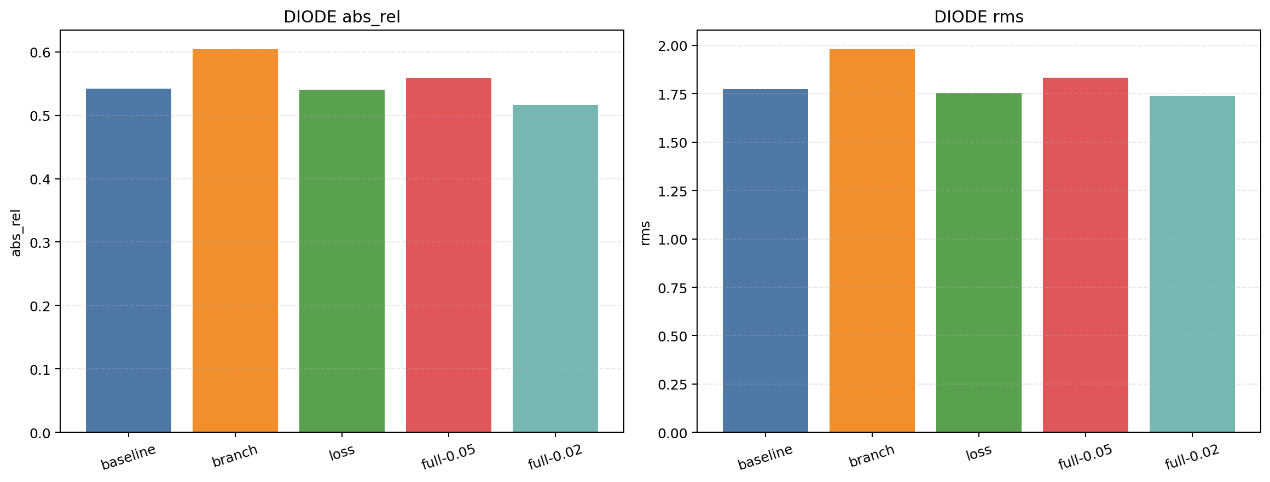 DIODE abs_rel
abs_rel
0.6
0.5
0.4
0.3
0.2
0.1
0.0
baseline
branch
loss
full-0.05
full-0.02
DIODE rms
rms
2.00
1.75
1.50
1.25
1.00
0.75
0.50
0.25
0.00
baseline
branch
loss
full-0.05
full-0.02